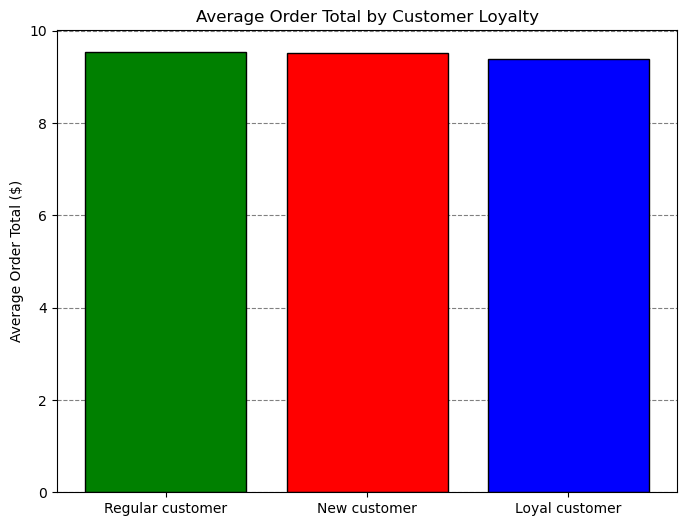 Average Order Total by Customer Loyalty
Average Order Total ($)
10
8
6
4
2
0
Regular customer
New customer
Loyal customer